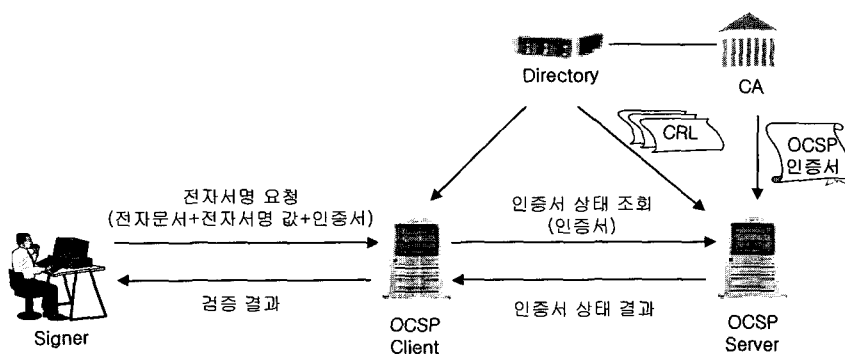 Directory
CA
CRL
OCSP
인증서
전자서명 요청
(전자문서+전자서명 값+인증서)
인증서 상태 조회
(인증서)
검증 결과
인증서 상태 결과
Signer
OCSP
Client
OCSP
Server